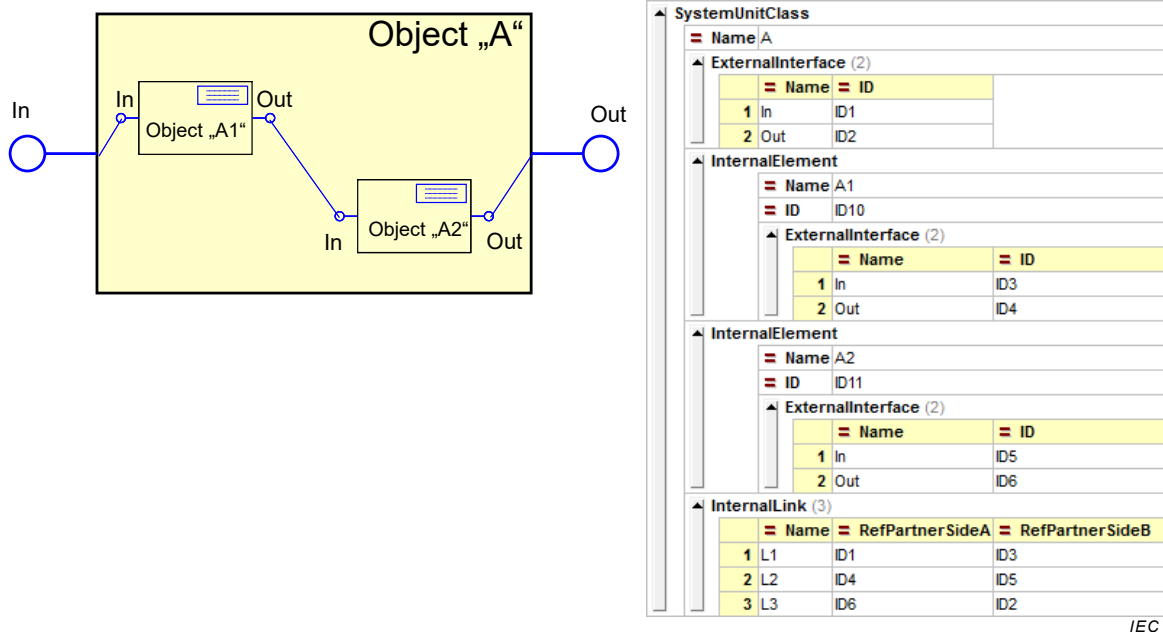 Object „A“
In
Out
In
Out
Object „A1“
Object „A2“
In
Out
SystemUnitClass
= Name A
ExternalInterface (2)
= Name = ID
1 In ID1
2 Out ID2
InternalElement
= Name A1
= ID ID10
ExternalInterface (2)
= Name = ID
1 In ID3
2 Out ID4
InternalElement
= Name A2
= ID ID11
ExternalInterface (2)
= Name = ID
1 In ID5
2 Out ID6
InternalLink (3)
= Name = RefPartnerSideA = RefPartnerSideB
1 L1 ID1 ID3
2 L2 ID4 ID5
3 L3 ID6 ID2
IEC